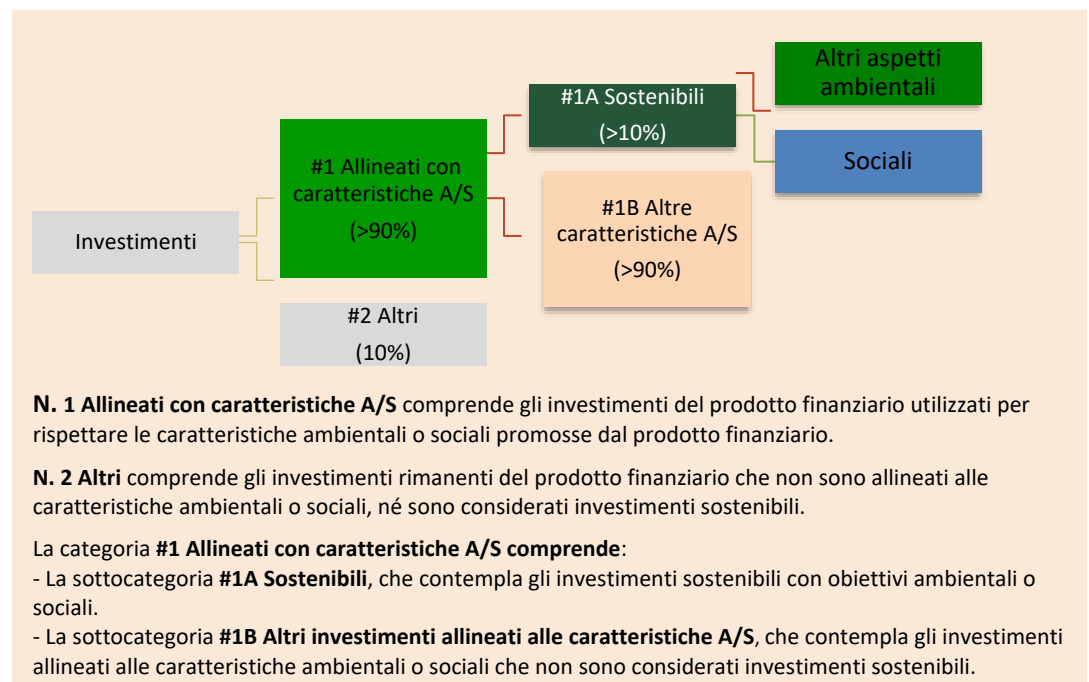 Altri aspetti
ambientali
#1A Sostenibili
(>10%)
Sociali
#1 Allineati con
caratteristiche A/S
(>90%)
#1B Altre
caratteristiche A/S
(>90%)
Investimenti
#2 Altri
(10%)
N. 1 Allineati con caratteristiche A/S comprende gli investimenti del prodotto finanziario utilizzati per
rispettare le caratteristiche ambientali o sociali promosse dal prodotto finanziario.
N. 2 Altri comprende gli investimenti rimanenti del prodotto finanziario che non sono allineati alle
caratteristiche ambientali o sociali, né sono considerati investimenti sostenibili.
La categoria #1 Allineati con caratteristiche A/S comprende:
- La sottocategoria #1A Sostenibili, che contempla gli investimenti sostenibili con obiettivi ambientali o
sociali.
- La sottocategoria #1B Altri investimenti allineati alle caratteristiche A/S, che contempla gli investimenti
allineati alle caratteristiche ambientali o sociali che non sono considerati investimenti sostenibili.